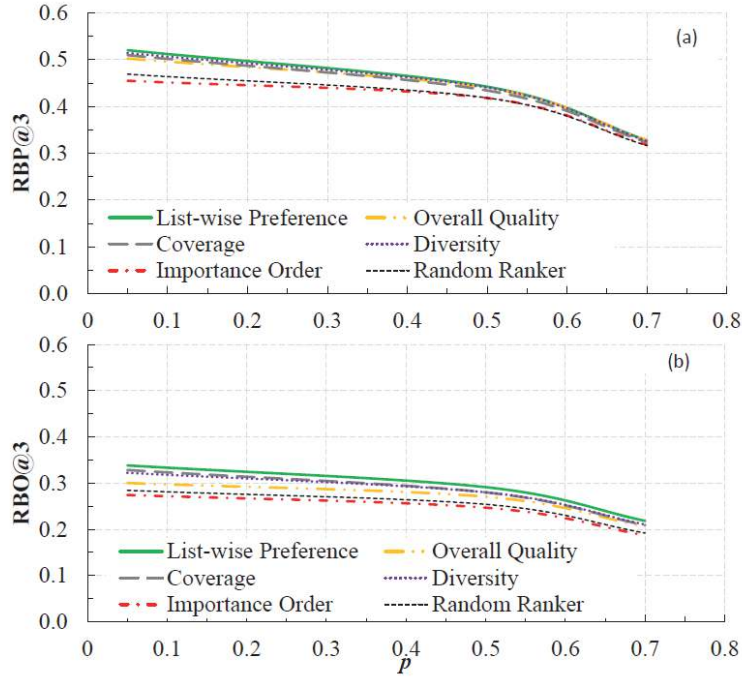 0.6
(a)
0.5
0.4
RBP@3
0.3
0.2
List-wise Preference Overall Quality
Coverage Diversity
0.1
Importance Order Random Ranker
0.0
0 0.1 0.2 0.3 0.4 0.5 0.6 0.7 0.8
0.6
(b)
0.5
0.4
RBO@3
0.3
0.2
List-wise Preference Overall Quality
Coverage Diversity
0.1
Importance Order Random Ranker
0.0
0 0.1 0.2 0.3 0.4 0.5 0.6 0.7 0.8
p